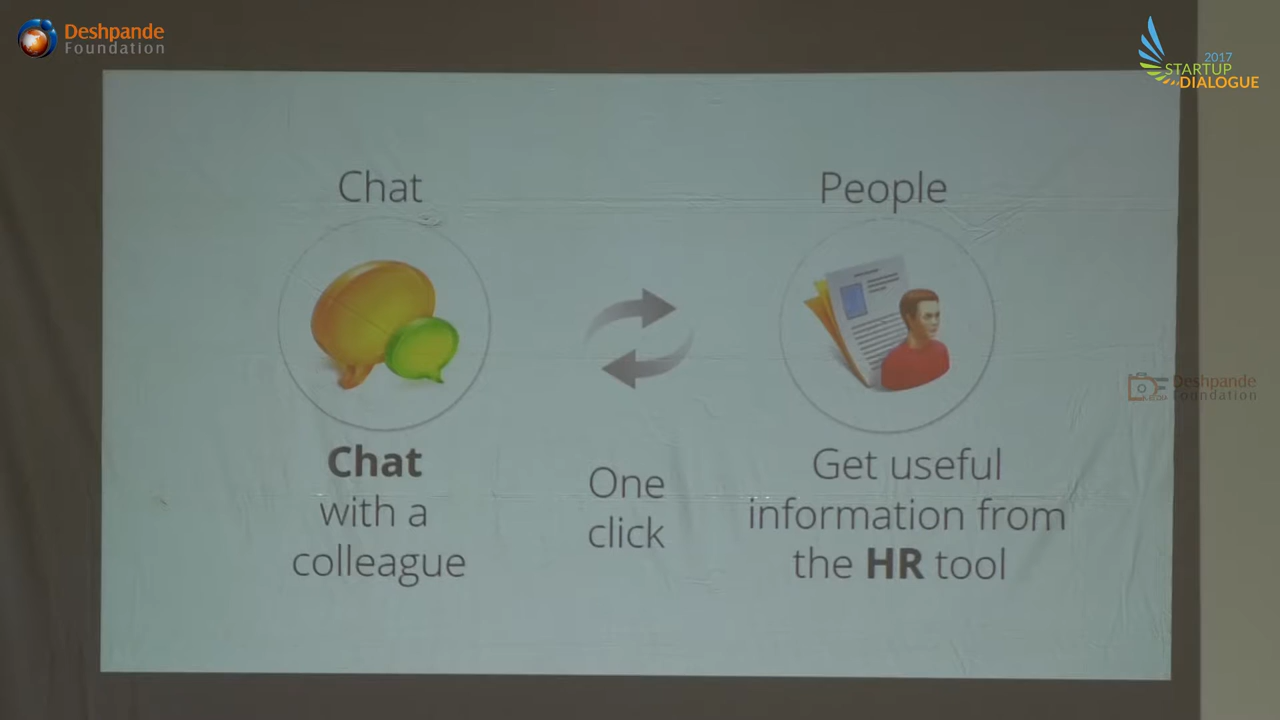 Deshpande
Foundation
2017
STARTUP
DIALOGUE
Chat
People
Chat
with a
colleague
One
click
Get useful
information from
the HR tool
Deshpande
Foundation